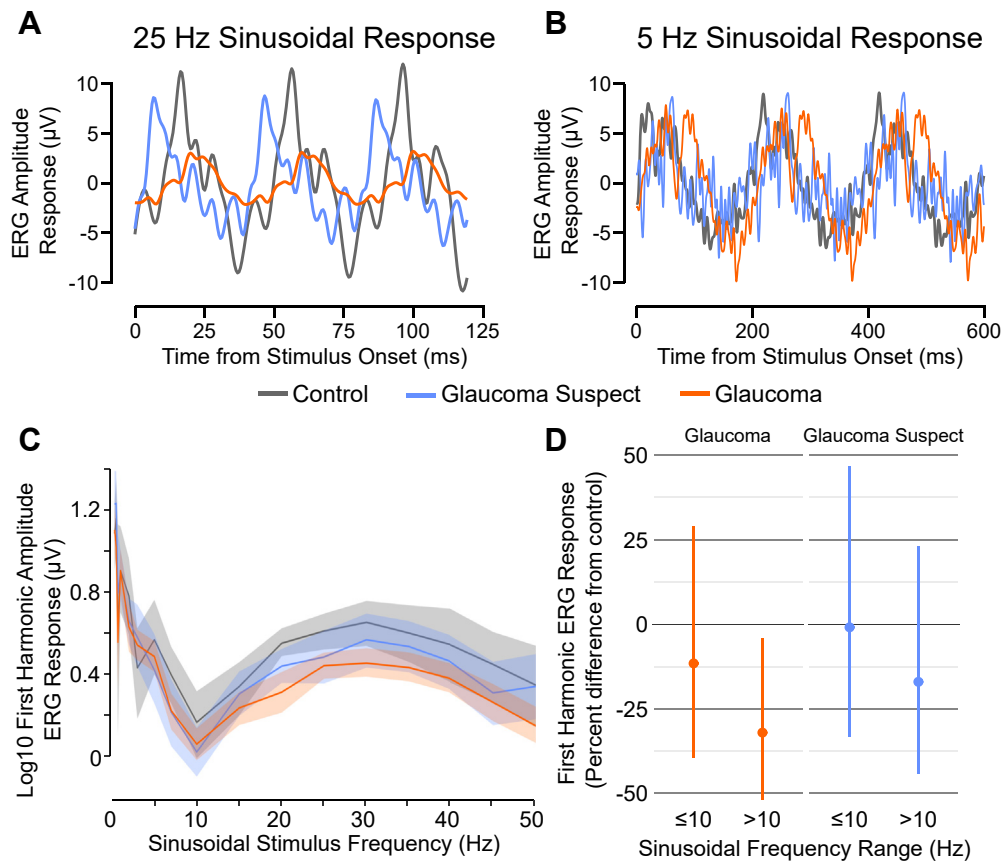 A
25 Hz Sinusoidal Response
ERG Amplitude
Response (µV)
10
5
0
-5
-10
0
25
50
75
100
125
Time from Stimulus Onset (ms)
B
5 Hz Sinusoidal Response
ERG Amplitude
Response (µV)
10
5
0
-5
-10
0
200
400
600
Time from Stimulus Onset (ms)
Control
Glaucoma Suspect
Glaucoma
C
Log10 First Harmonic Amplitude
ERG Response (µV)
1.2
0.8
0.4
0
0
10
20
30
40
50
Sinusoidal Stimulus Frequency (Hz)
D
Glaucoma
Glaucoma Suspect
First Harmonic ERG Response
(Percent difference from control)
50
25
0
-25
-50
≤10
>10
≤10
>10
Sinusoidal Frequency Range (Hz)